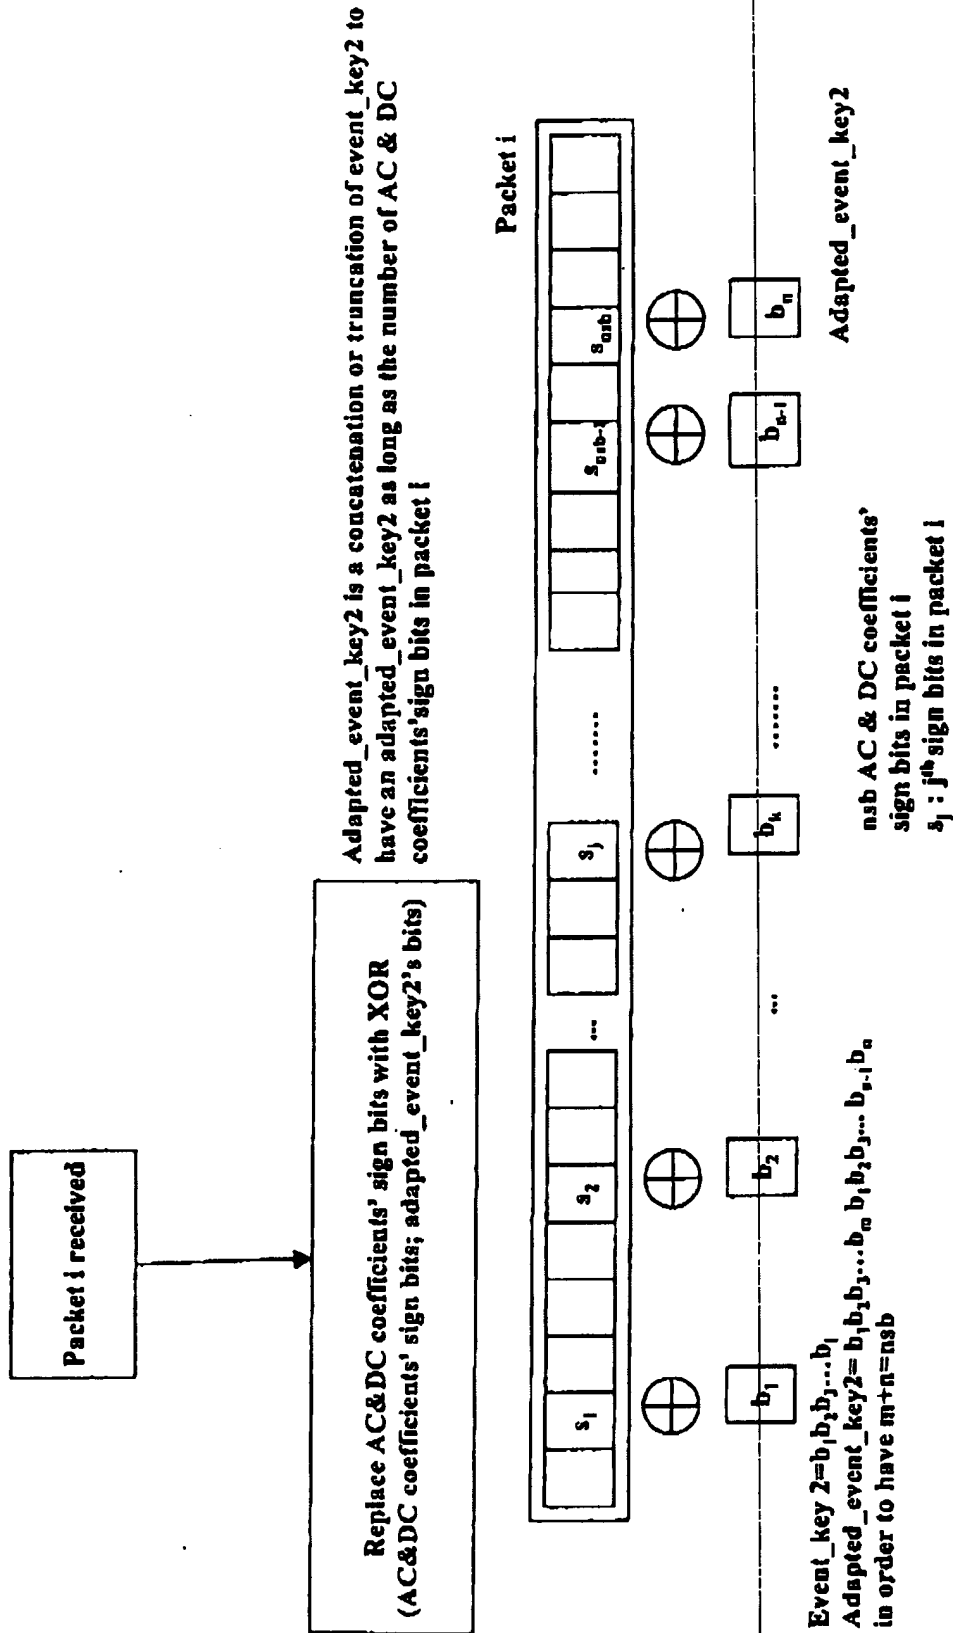 Packet i received
Replace AC&DC coefficients' sign bits with XOR
(AC&DC coefficients' sign bits; adapted_event_key2's bits)
Adapted_event_key2 is a concatenation or truncation of event_key2 to
have an adapted_event_key2 as long as the number of AC & DC
coefficients'sign bits in packet i
Packet i
s1 s2 ... sj ....... snsb-1 snsb
b1 b2 ... bk ....... bn-1 bn
Adapted_event_key2
Event_key 2=b1b2b3...bl
Adapted_event_key2= b1b2b3...bm b1b2b3... bn-1bn
in order to have m+n=nsb
nsb AC & DC coefficients'
sign bits in packet i
sj : jth sign bits in packet i